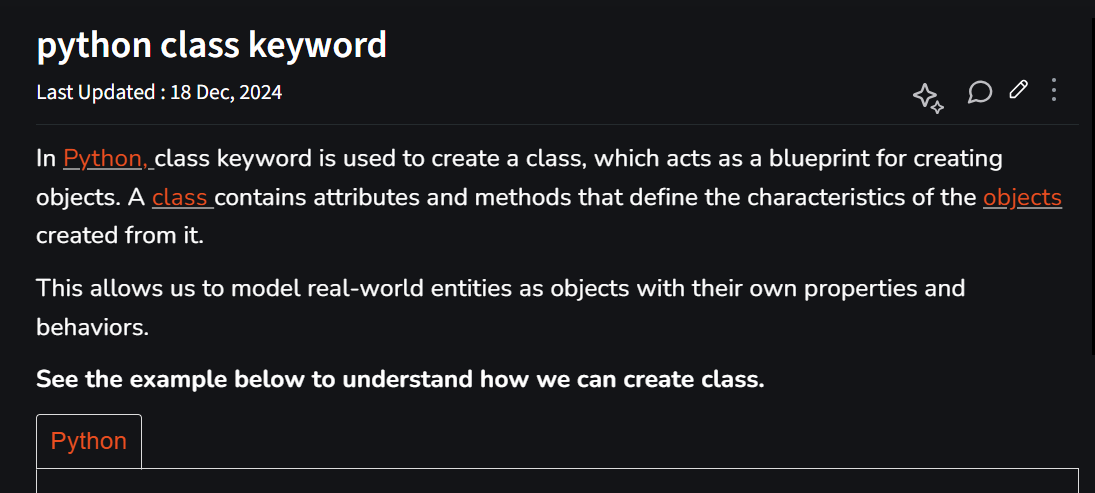 python class keyword
Last Updated : 18 Dec, 2024
In Python, class keyword is used to create a class, which acts as a blueprint for creating
objects. A class contains attributes and methods that define the characteristics of the objects
created from it.
This allows us to model real-world entities as objects with their own properties and
behaviors.
See the example below to understand how we can create class.
Python